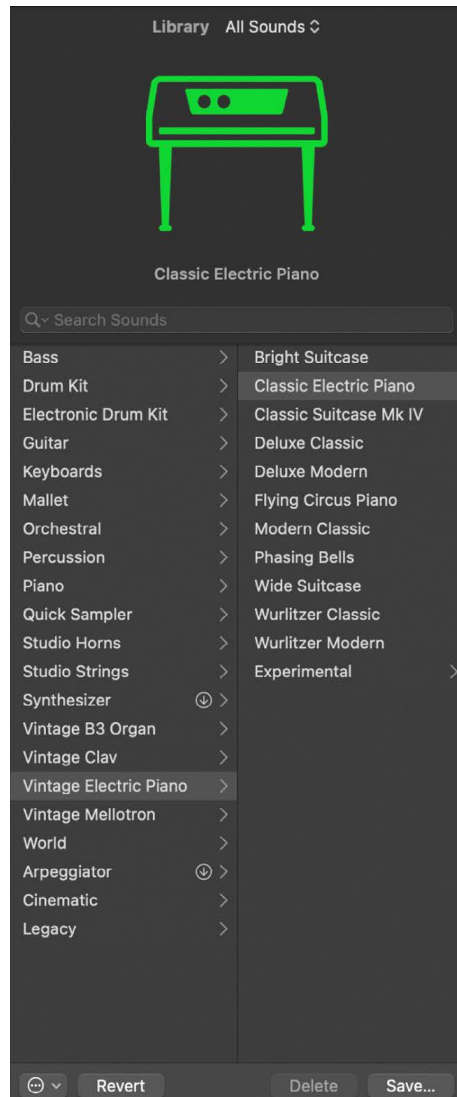 Library All Sounds
Classic Electric Piano
Search Sounds
Bass
Drum Kit
Electronic Drum Kit
Guitar
Keyboards
Mallet
Orchestral
Percussion
Piano
Quick Sampler
Studio Horns
Studio Strings
Synthesizer
Vintage B3 Organ
Vintage Clav
Vintage Electric Piano
Vintage Mellotron
World
Arpeggiator
Cinematic
Legacy
Bright Suitcase
Classic Electric Piano
Classic Suitcase Mk IV
Deluxe Classic
Deluxe Modern
Flying Circus Piano
Modern Classic
Phasing Bells
Wide Suitcase
Wurlitzer Classic
Wurlitzer Modern
Experimental
Revert Delete Save...